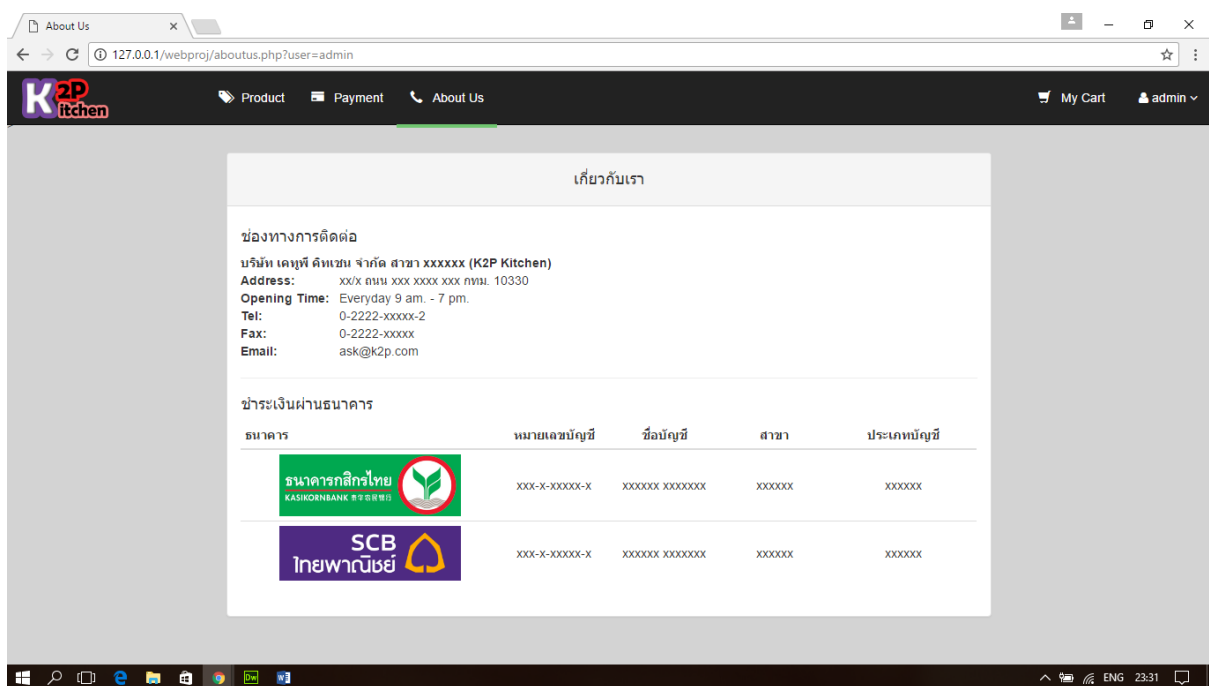 About Us
127.0.0.1/webproj/aboutus.php?user=admin
K2P Kitchen Product Payment About Us My Cart admin
เกี่ยวกับเรา
ช่องทางการติดต่อ
บริษัท เคทูพี คิทเชน จำกัด สาขา xxxxxx (K2P Kitchen)
Address: xx/x ถนน xxx xxxx xxx กทม. 10330
Opening Time: Everyday 9 am. - 7 pm.
Tel: 0-2222-xxxxx-2
Fax: 0-2222-xxxxx
Email: ask@k2p.com
ชำระเงินผ่านธนาคาร
ธนาคาร หมายเลขบัญชี ชื่อบัญชี สาขา ประเภทบัญชี
ธนาคารกสิกรไทย
KASIKORNBANK
xxx-x-xxxxx-x xxxxxx xxxxxxx xxxxxx xxxxxx
SCB
ไทยพาณิชย์
xxx-x-xxxxx-x xxxxxx xxxxxxx xxxxxx xxxxxx
Dw ENG 23:31